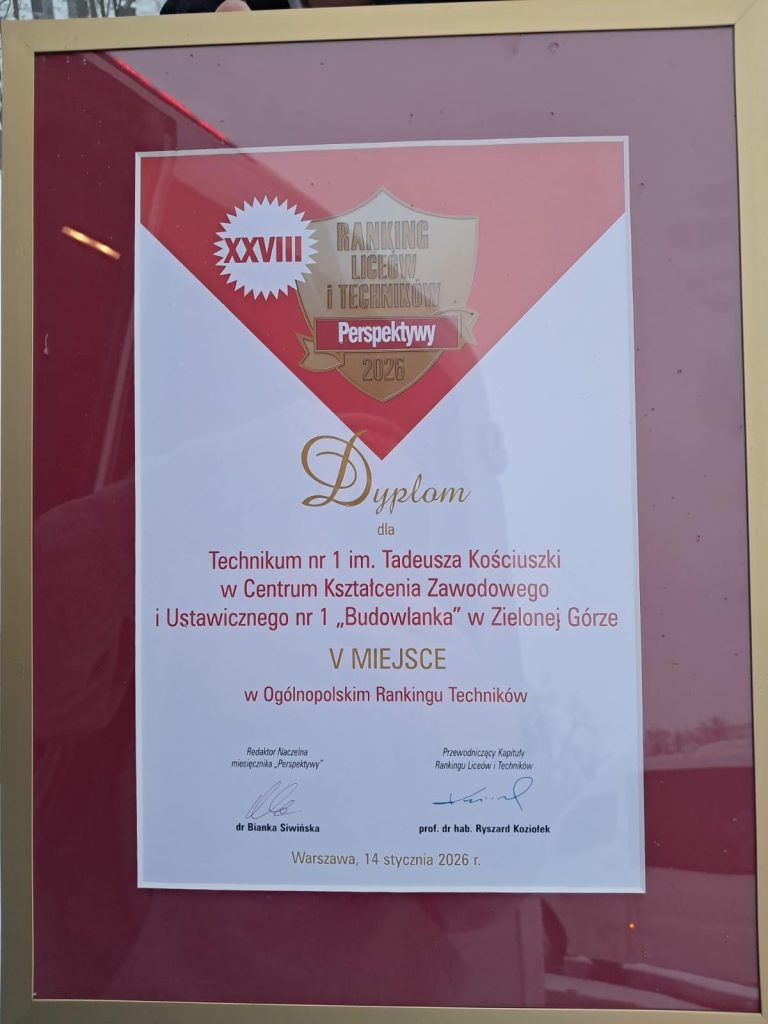 XXVIII
RANKING
LICEÓW
i TECHNIKÓW
Perspektywy
2026
Dyplom
dla
Technikum nr 1 im. Tadeusza Kościuszki
w Centrum Kształcenia Zawodowego
i Ustawicznego nr 1 „Budowlanka” w Zielonej Górze
V MIEJSCE
w Ogólnopolskim Rankingu Techników
Redaktor Naczelna
miesięcznika „Perspektywy”
dr Bianka Siwińska
Przewodniczący Kapituły
Rankingu Liceów i Techników
prof. dr hab. Ryszard Koziołek
Warszawa, 14 stycznia 2026 r.